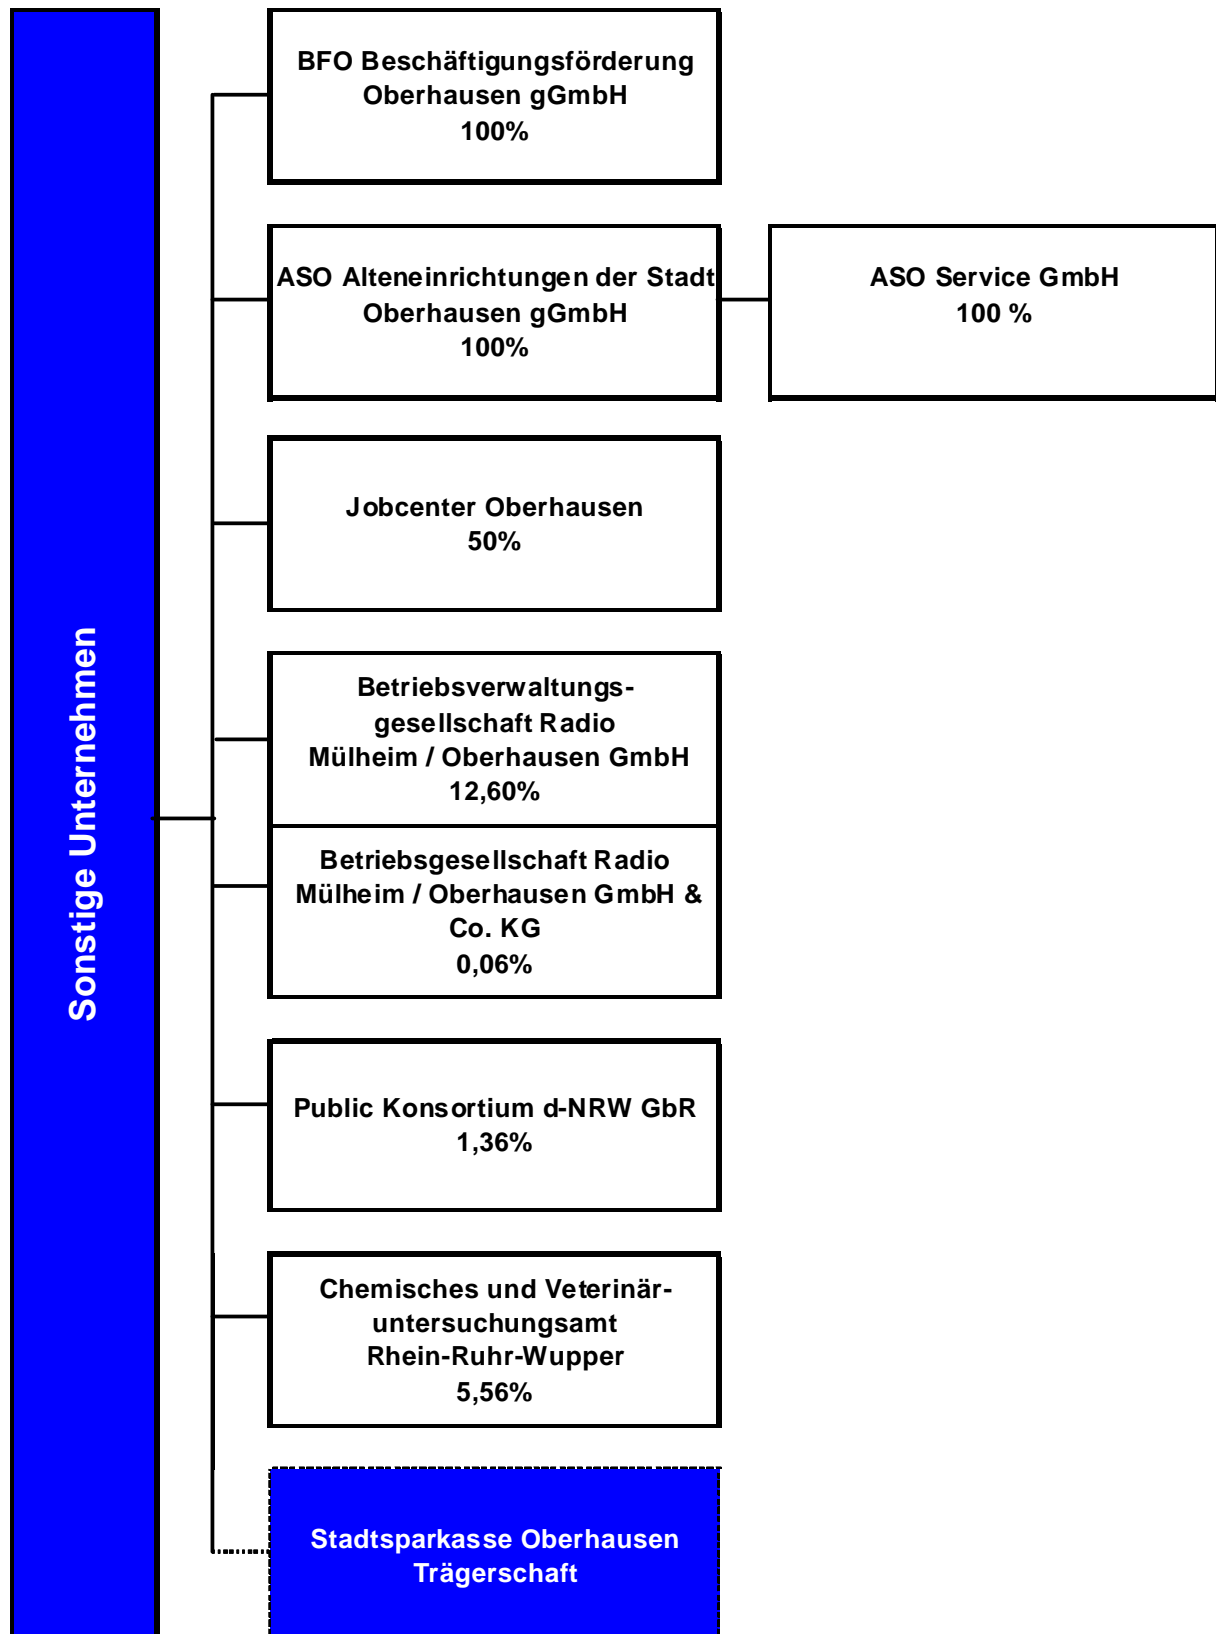 Sonstige Unternehmen
BFO Beschäftigungsförderung
Oberhausen gGmbH
100%
ASO Alteneinrichtungen der Stadt
Oberhausen gGmbH
100%
ASO Service GmbH
100 %
Jobcenter Oberhausen
50%
Betriebsverwaltungs-
gesellschaft Radio
Mülheim / Oberhausen GmbH
12,60%
Betriebsgesellschaft Radio
Mülheim / Oberhausen GmbH &
Co. KG
0,06%
Public Konsortium d-NRW GbR
1,36%
Chemisches und Veterinär-
untersuchungsamt
Rhein-Ruhr-Wupper
5,56%
Stadtsparkasse Oberhausen
Trägerschaft